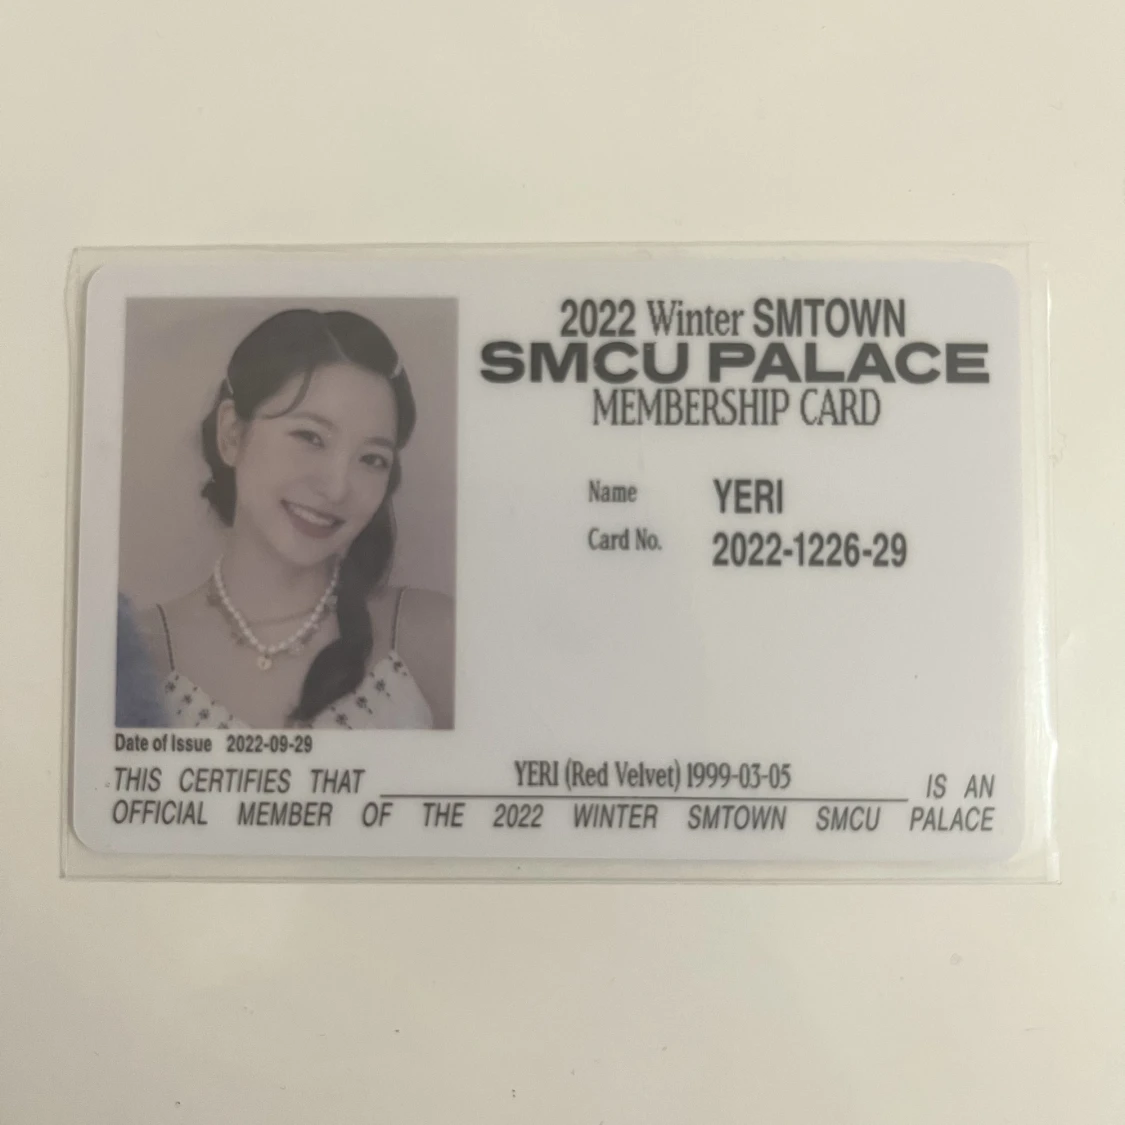 2022 Winter SMTOWN
SMCU PALACE
MEMBERSHIP CARD
Name YERI
Card No. 2022-1226-29
Date of Issue 2022-09-29
THIS CERTIFIES THAT YERI (Red Velvet) 1999-03-05 IS AN
OFFICIAL MEMBER OF THE 2022 WINTER SMTOWN SMCU PALACE